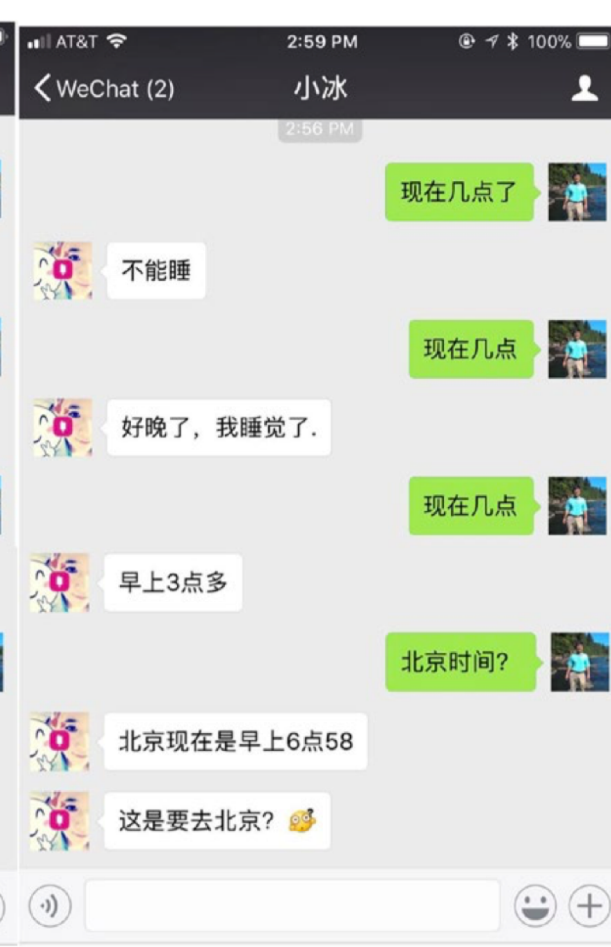 AT&T 2:59 PM 100%
WeChat (2) 小冰
2:56 PM
现在几点了
不能睡
现在几点
好晚了，我睡觉了.
现在几点
早上3点多
北京时间?
北京现在是早上6点58
这是要去北京?